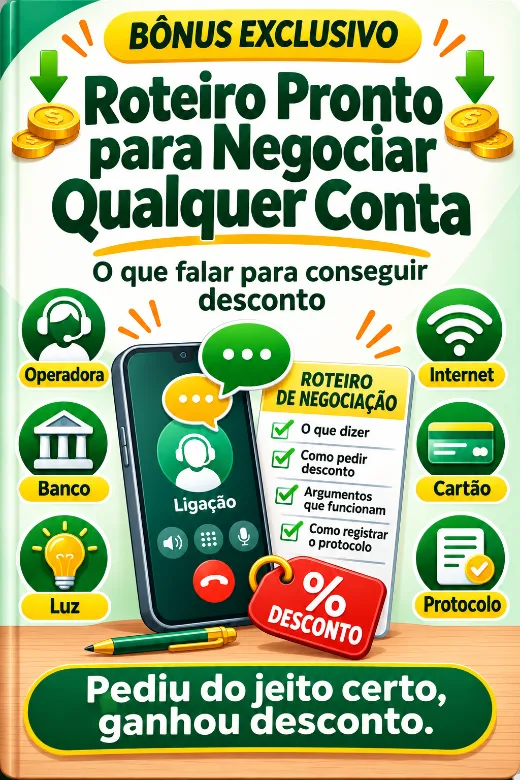 BÔNUS EXCLUSIVO
Roteiro Pronto
para Negociar
Qualquer Conta
O que falar para conseguir
desconto
Operadora
Banco
Luz
Ligação
ROTEIRO
DE NEGOCIAÇÃO
O que dizer
Como pedir
desconto
Argumentos
que funcionam
Como registrar
o protocolo
%
DESCONTO
Internet
Cartão
Protocolo
Pediu do jeito certo,
ganhou desconto.